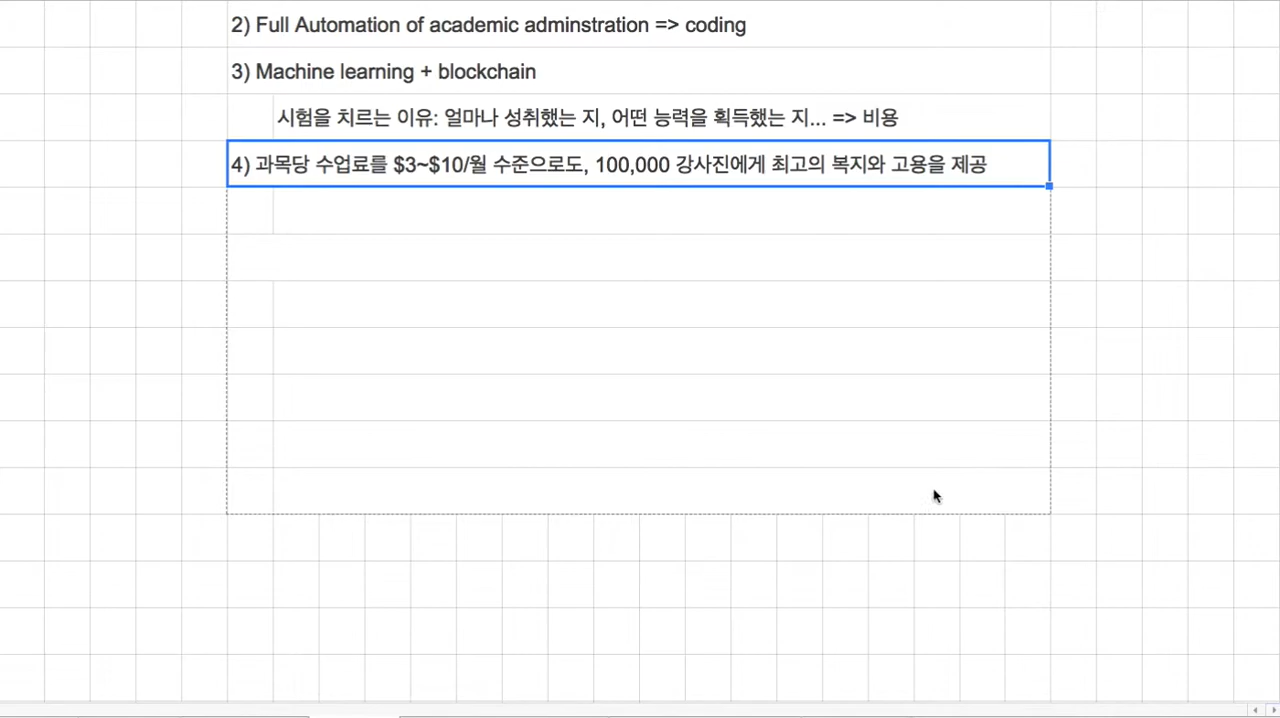 2) Full Automation of academic adminstration => coding
3) Machine learning + blockchain
시험을 치르는 이유: 얼마나 성취했는 지, 어떤 능력을 획득했는 지... => 비용
4) 과목당 수업료를 $3~$10/월 수준으로도, 100,000 강사진에게 최고의 복지와 고용을 제공